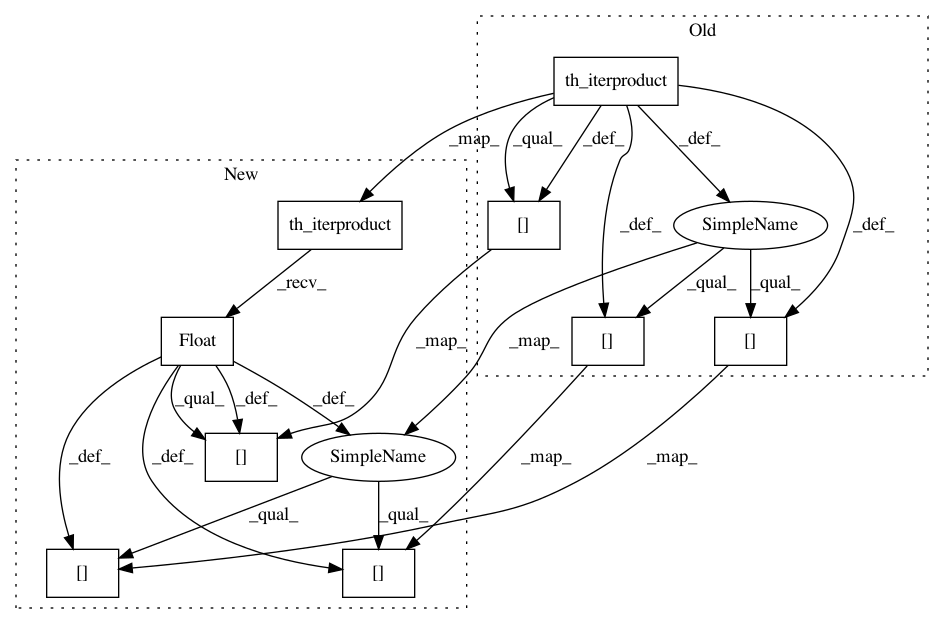 Old
th_iterproduct
_map_
_qual_
_def_
_def_
New
th_iterproduct
[]
_def_
SimpleName
_def_
_recv_
_qual_
_qual_
Float
_map_
_map_
[]
[]
_def_
_qual_
_def_
_def_
_def_
[]
SimpleName
_map_
_map_
_qual_
_qual_
[]
[]